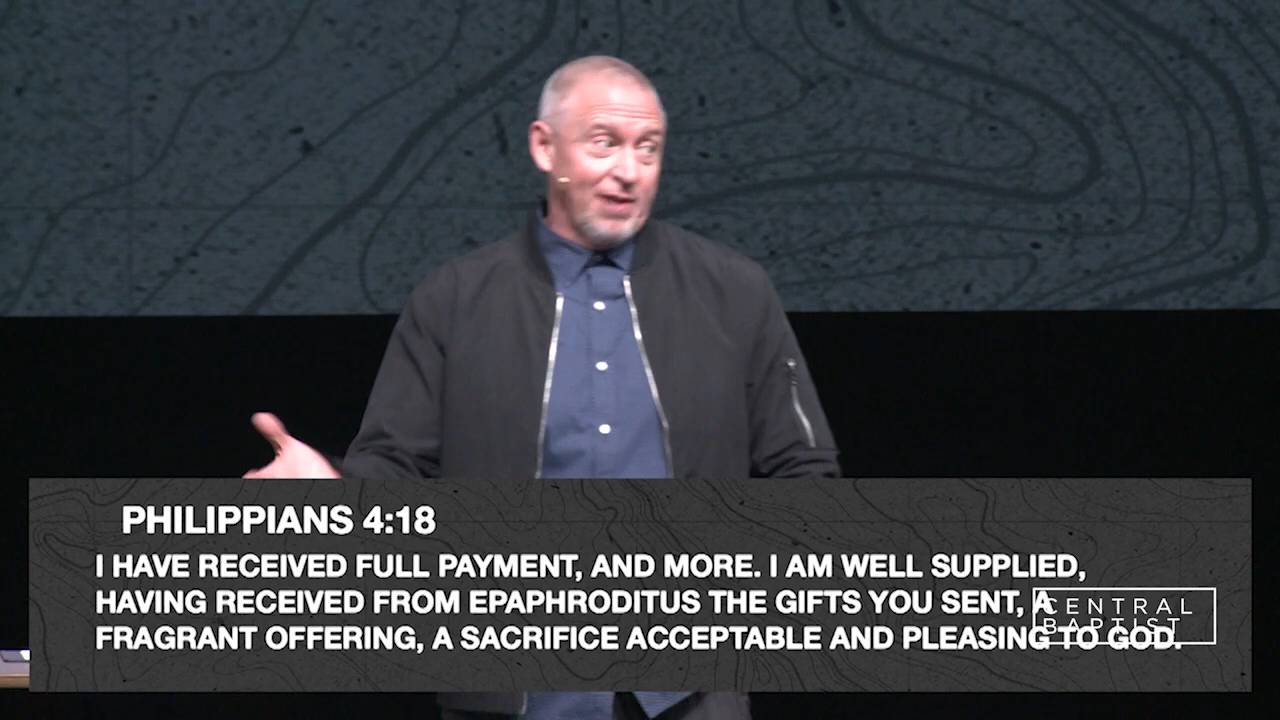 PHILIPPIANS 4:18
I HAVE RECEIVED FULL PAYMENT, AND MORE. I AM WELL SUPPLIED,
HAVING RECEIVED FROM EPAPHRODITUS THE GIFTS YOU SENT, A
FRAGRANT OFFERING, A SACRIFICE ACCEPTABLE AND PLEASING TO GOD.
CENTRAL
BAPTIST